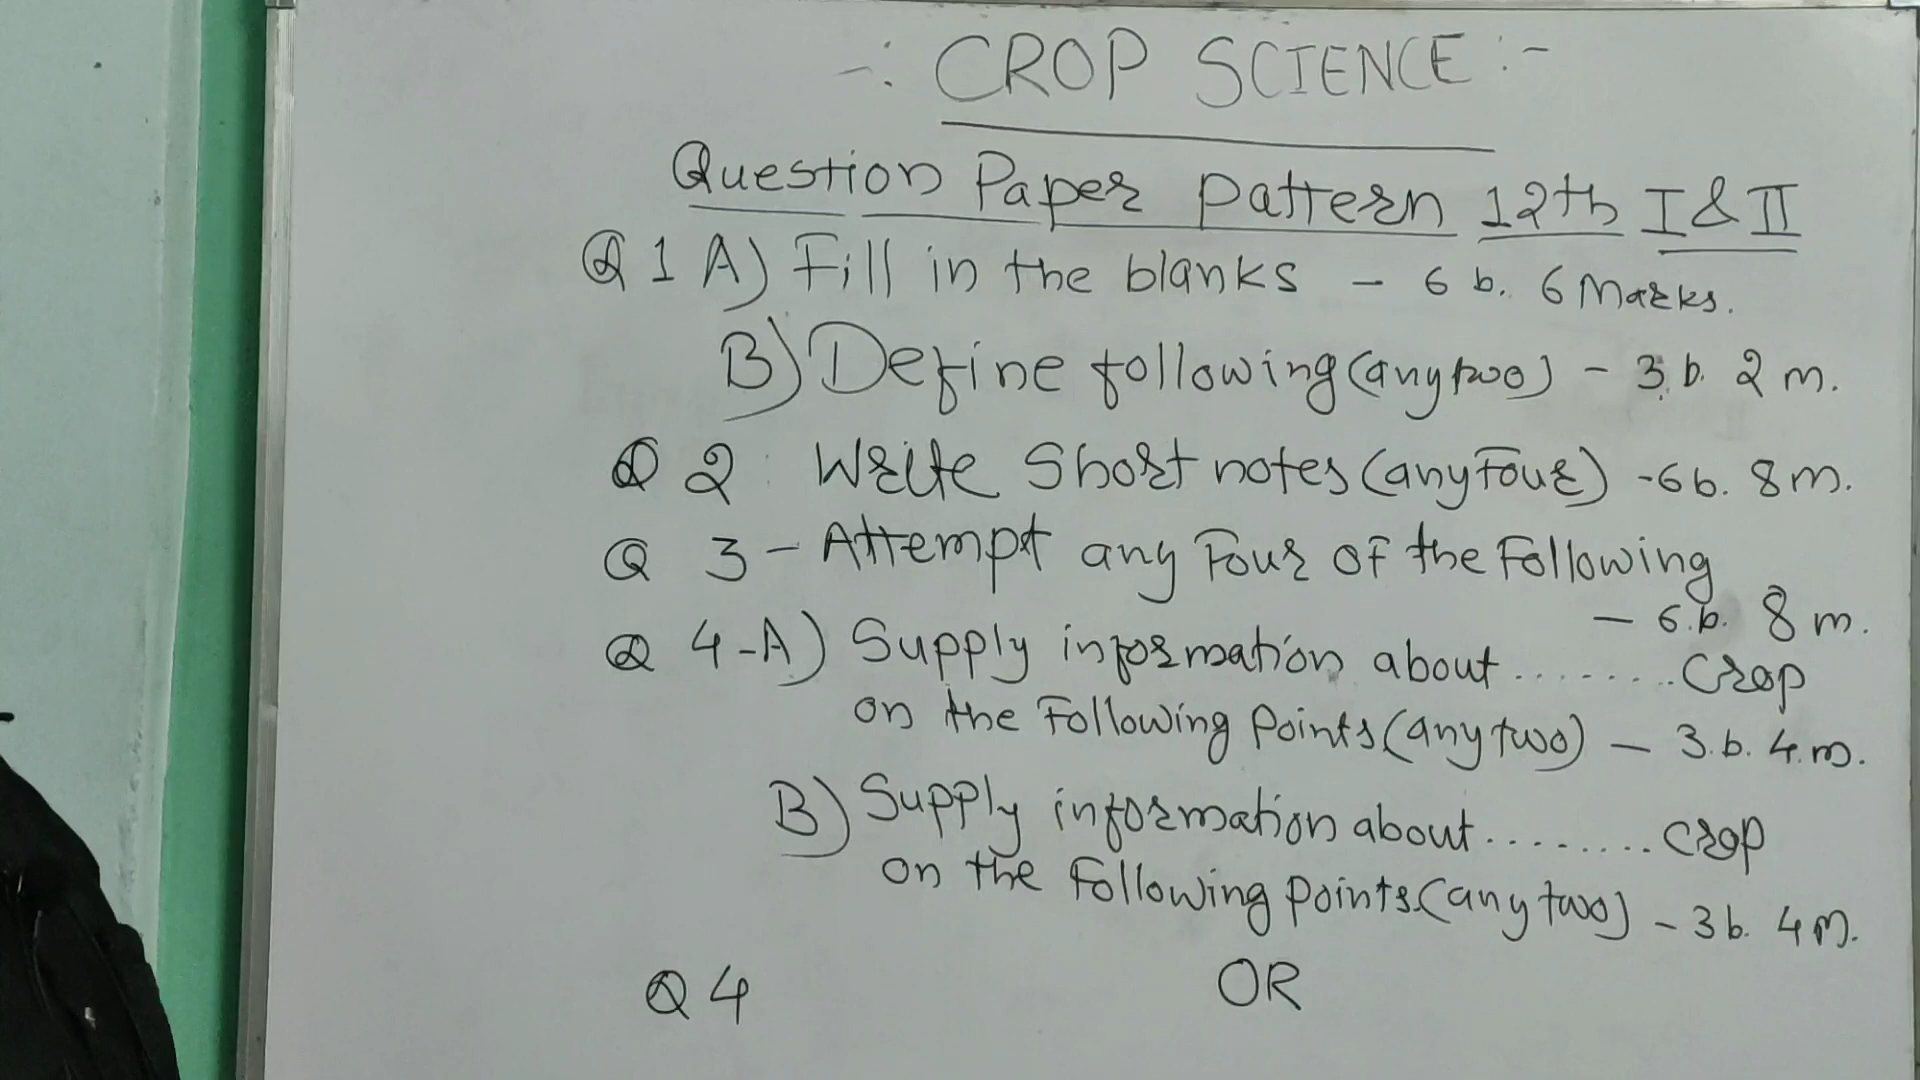 -: CROP SCIENCE :-
Question Paper Pattern 12th I & II
Q 1 A) Fill in the blanks - 6 b. 6 Marks.
B) Define following (any two) - 3. b. 2 m.
Q 2 Write Short notes (any Four) - 6 b. 8 m.
Q 3 - Attempt any Four of the Following
- 6. b. 8 m.
Q 4 - A) Supply information about ........ Crop
on the Following Points (any two) - 3. b. 4. m.
B) Supply information about ........ Crop
on the Following Points. (any two) - 3 b. 4 m.
Q 4 OR